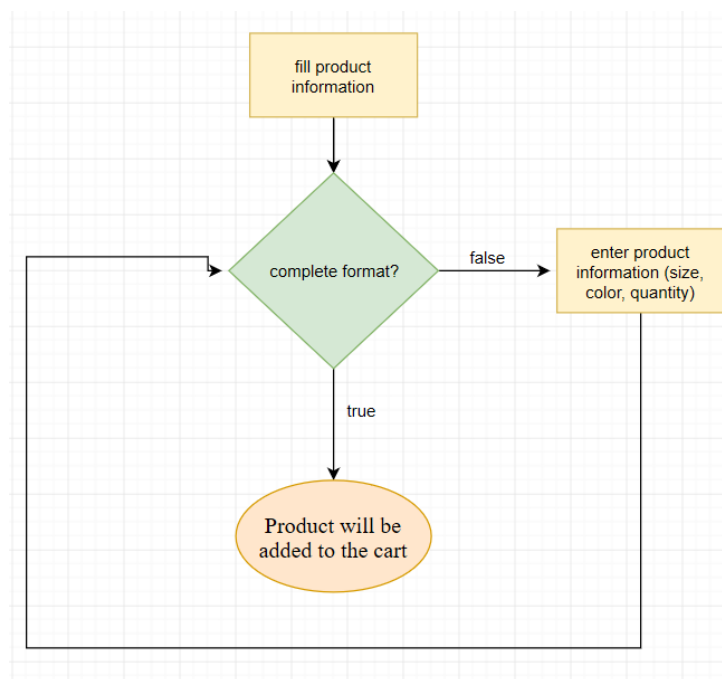 fill product
information
complete format?
false
enter product
information (size,
color, quantity)
true
Product will be
added to the cart